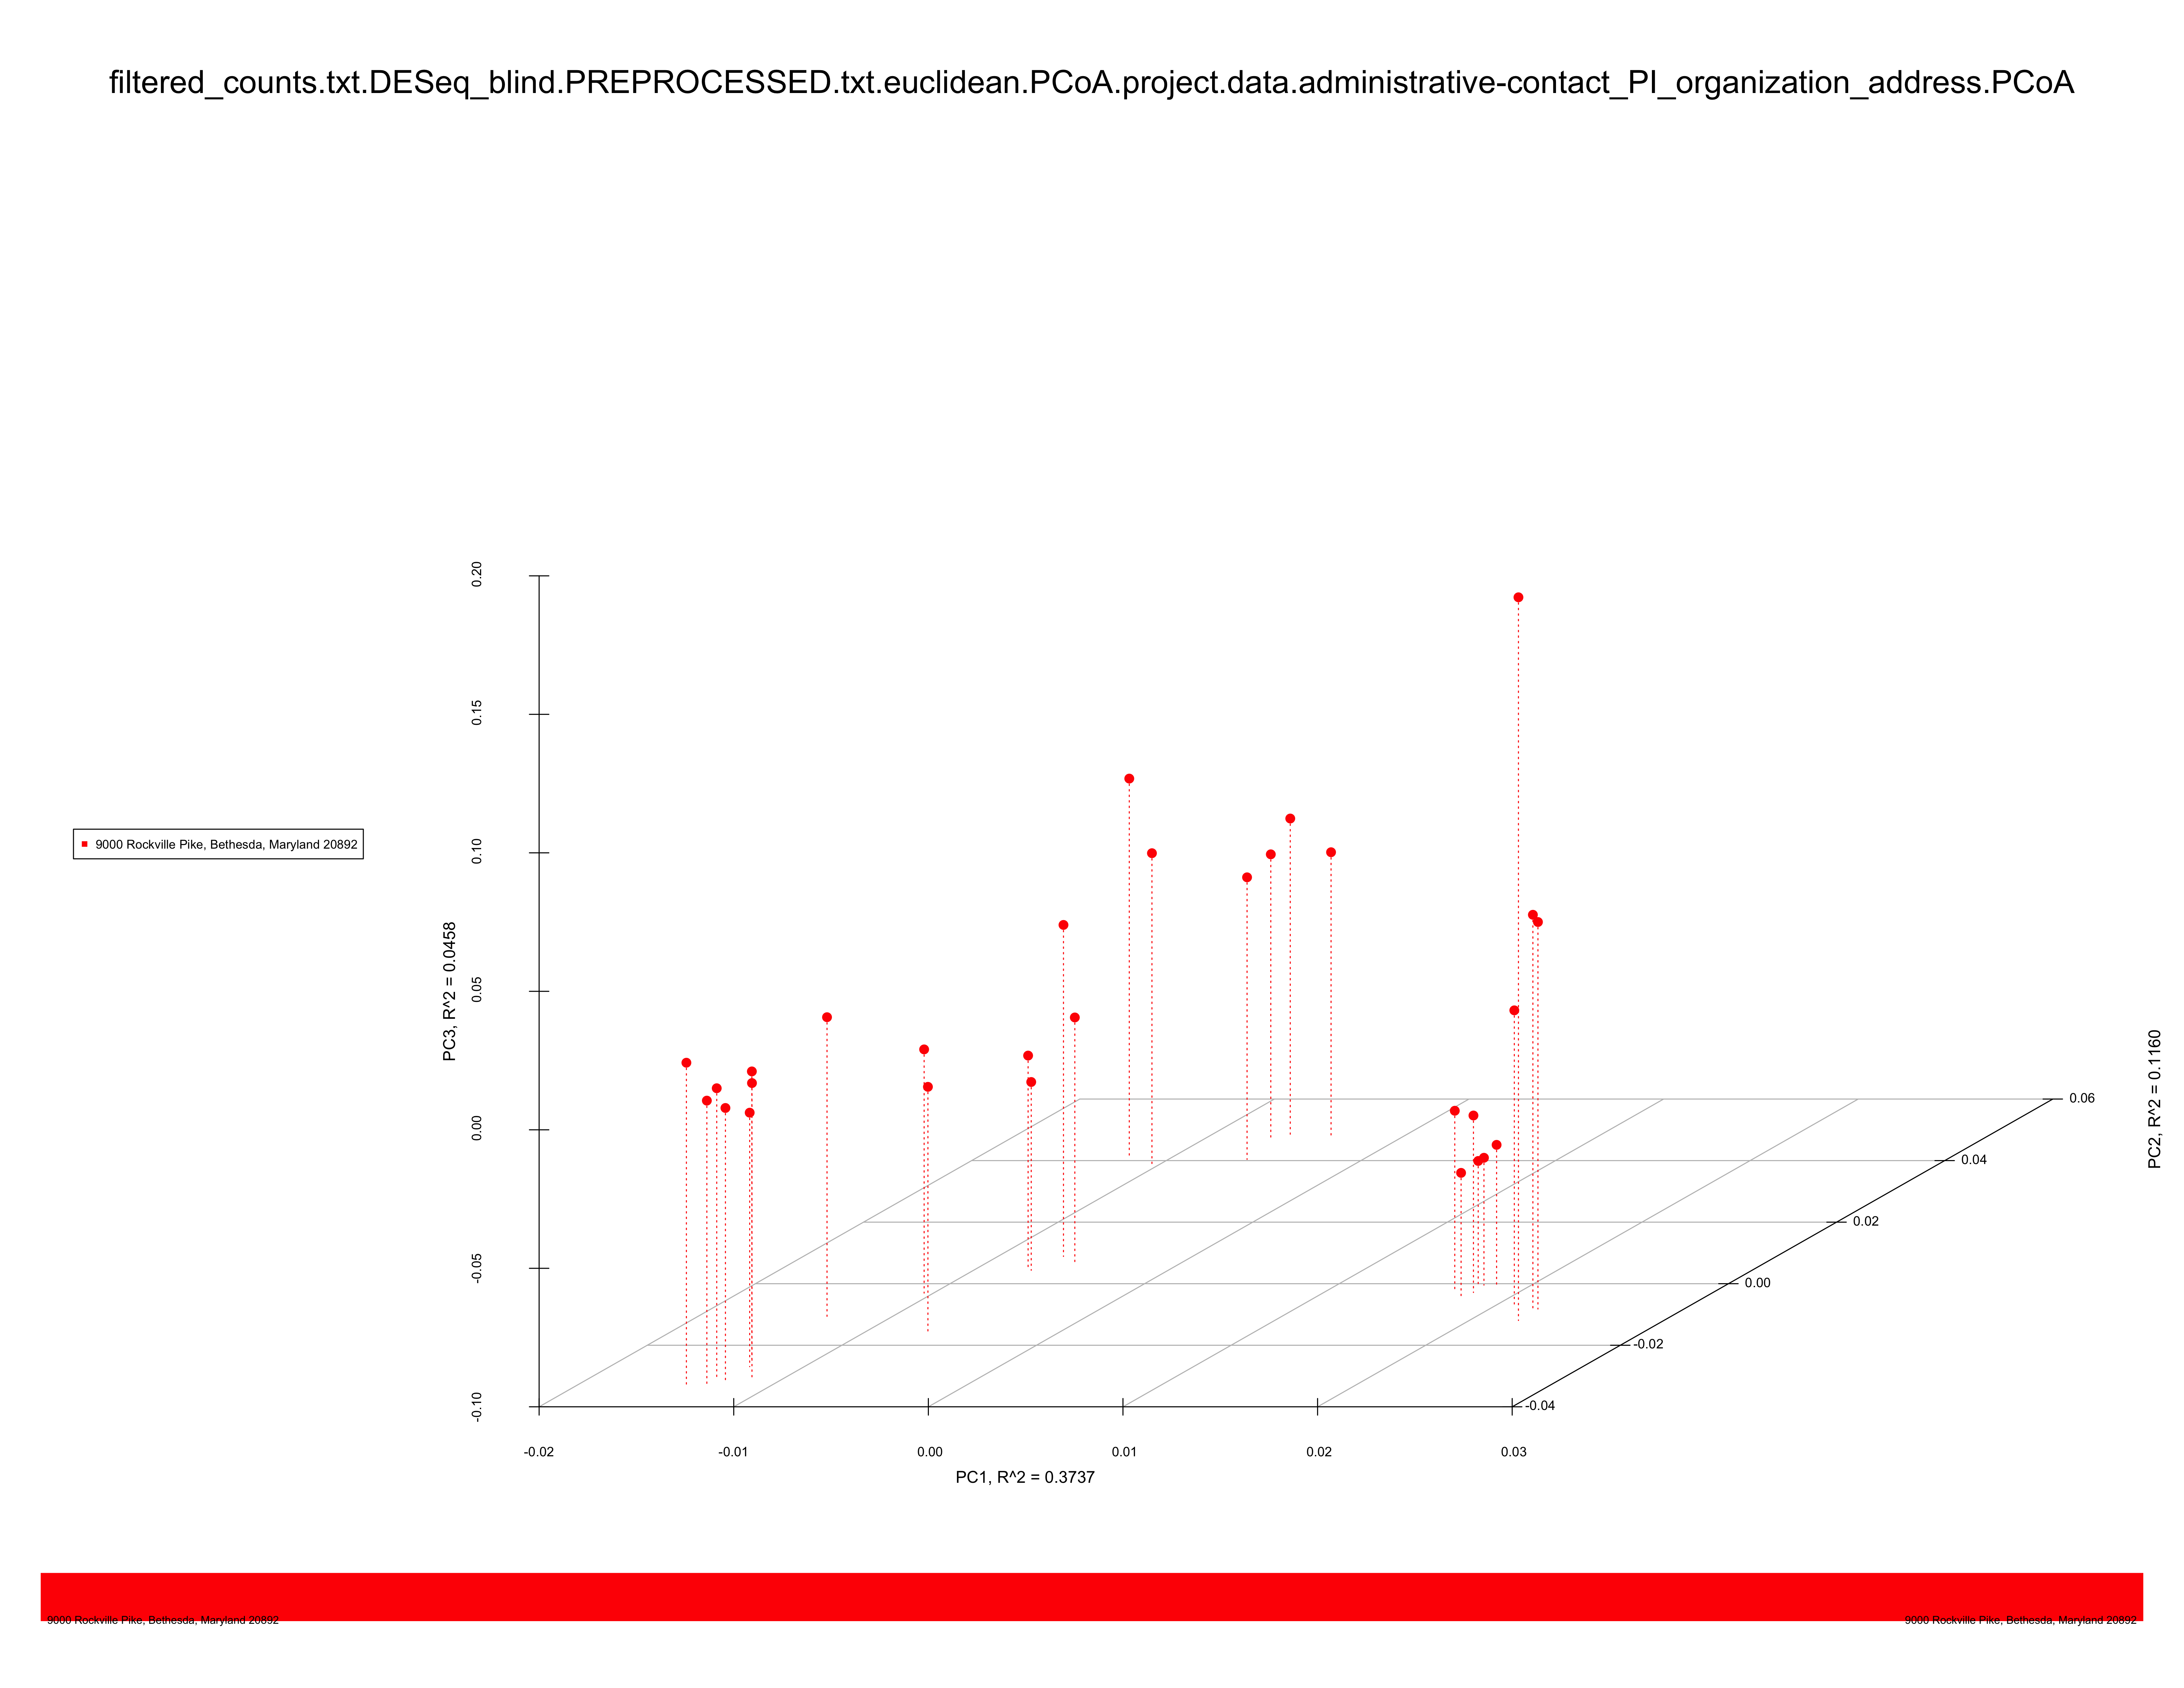 filtered_counts.txt.DESeq_blind.PREPROCESSED.txt.euclidean.PCoA.project.data.administrative-contact_PI_organization_address.PCoA
9000 Rockville Pike, Bethesda, Maryland 20892
PC3, R^2 = 0.0458
0.20
0.15
0.10
0.05
0.00
-0.05
-0.10
-0.02
-0.01
0.00
0.01
0.02
0.03
PC1, R^2 = 0.3737
0.06
0.04
0.02
0.00
-0.02
-0.04
PC2, R^2 = 0.1160
9000 Rockville Pike, Bethesda, Maryland 20892
9000 Rockville Pike, Bethesda, Maryland 20892